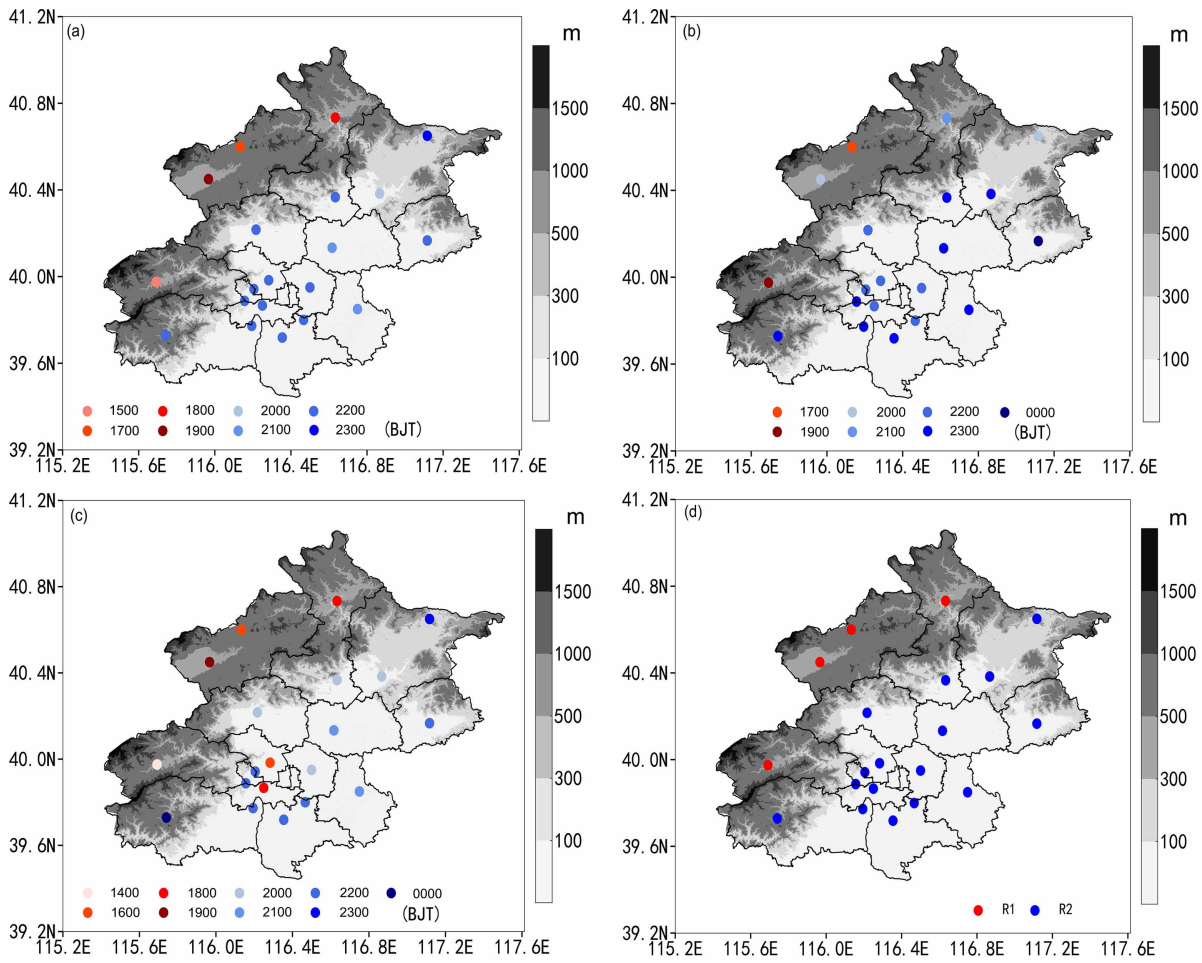 (a)
m
41.2N
40.8N
40.4N
40.0N
39.6N
39.2N
1500
1000
500
300
100
1500 1800 2000 2200
1700 1900 2100 2300 (BJT)
115.2E 115.6E 116.0E 116.4E 116.8E 117.2E 117.6E
(b)
m
41.2N
40.8N
40.4N
40.0N
39.6N
39.2N
1500
1000
500
300
100
1700 2000 2200 0000
1900 2100 2300 (BJT)
115.2E 115.6E 116.0E 116.4E 116.8E 117.2E 117.6E
(c)
m
41.2N
40.8N
40.4N
40.0N
39.6N
39.2N
1500
1000
500
300
100
1400 1800 2000 2200 0000
1600 1900 2100 2300 (BJT)
115.2E 115.6E 116.0E 116.4E 116.8E 117.2E 117.6E
(d)
m
41.2N
40.8N
40.4N
40.0N
39.6N
39.2N
1500
1000
500
300
100
R1 R2
115.2E 115.6E 116.0E 116.4E 116.8E 117.2E 117.6E